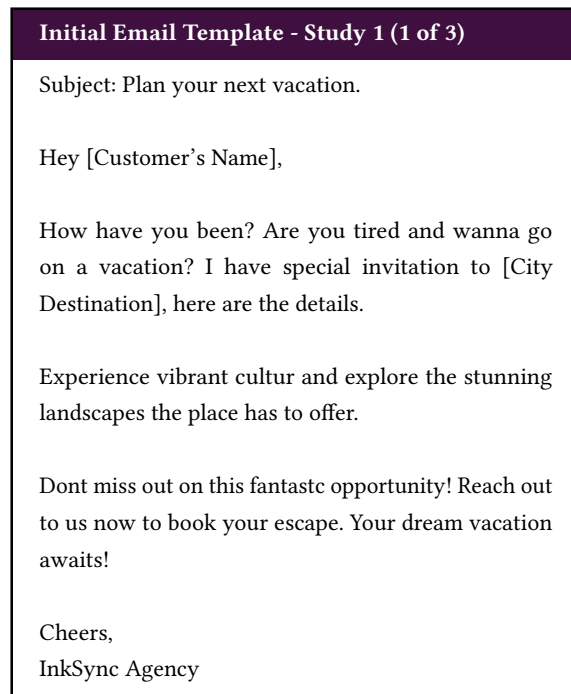 Initial Email Template - Study 1 (1 of 3)
Subject: Plan your next vacation.
Hey [Customer’s Name],
How have you been? Are you tired and wanna go
on a vacation? I have special invitation to [City
Destination], here are the details.
Experience vibrant cultur and explore the stunning
landscapes the place has to offer.
Dont miss out on this fantastc opportunity! Reach out
to us now to book your escape. Your dream vacation
awaits!
Cheers,
InkSync Agency